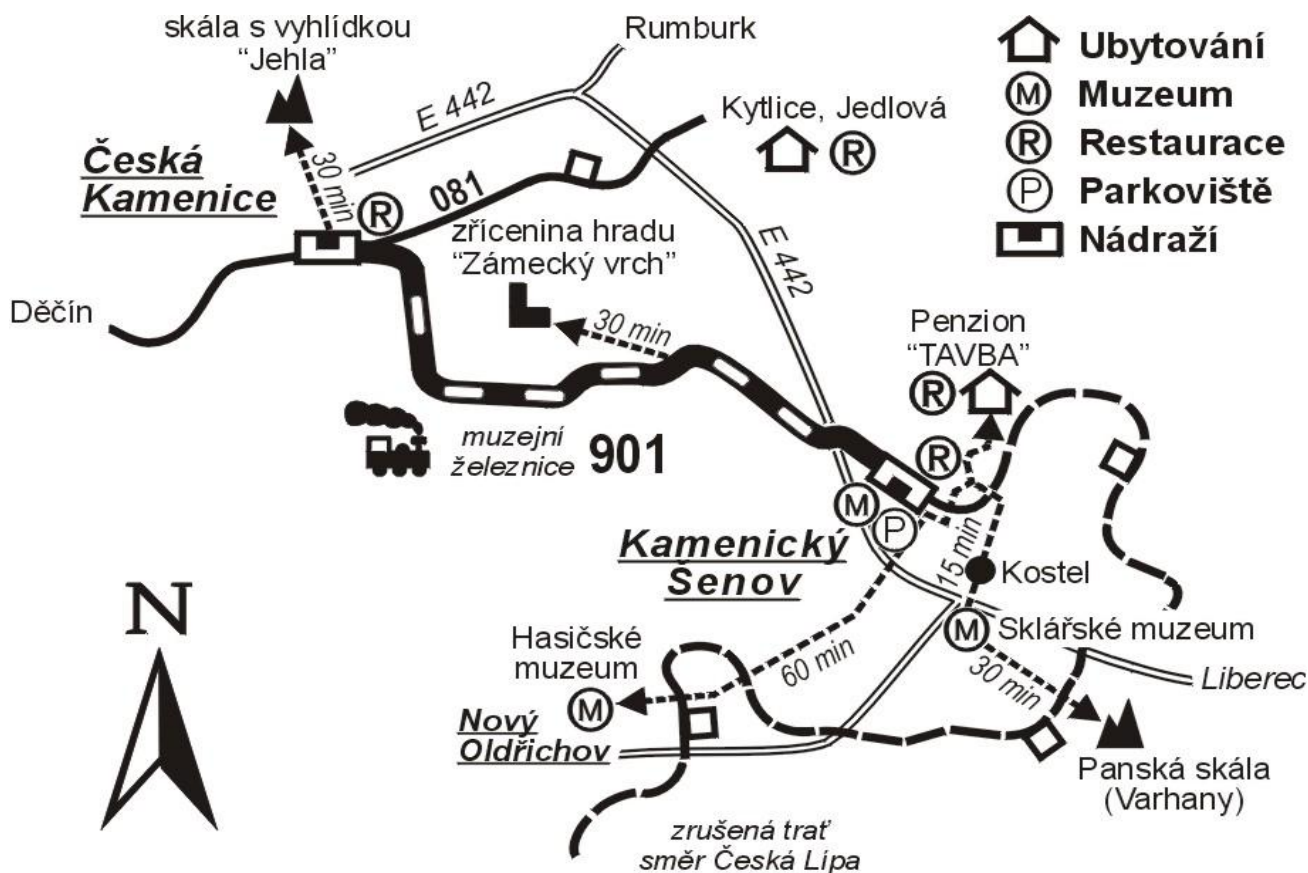 skála s vyhlídkou
“Jehla”
Rumburk
E 442
Kytlice, Jedlová
R
Ubytování
M Muzeum
R Restaurace
P Parkoviště
Nádraží
Česká
Kamenice
30 min
R
081
zřícenina hradu
“Zámecký vrch”
E 442
Děčín
30 min
Penzion
“TAVBA”
R
muzejní
železnice
901
R
M
P
Kamenický
Šenov
15 min
Kostel
N
Hasičské
muzeum
M
60 min
M
Sklářské muzeum
30 min
Liberec
Nový
Oldřichov
Panská skála
(Varhany)
zrušená trať
směr Česká Lípa